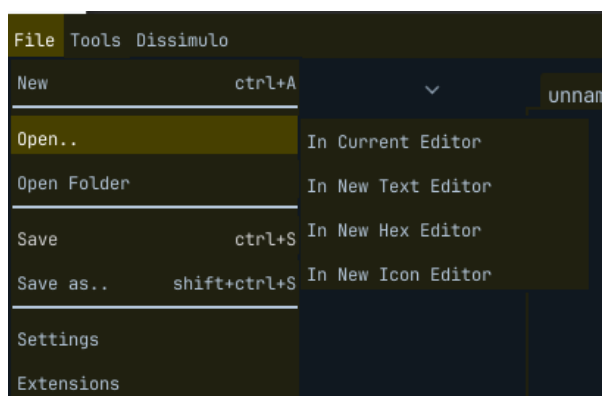 File Tools Dissimulo
New ctrl+A
unnam
Open..
In Current Editor
Open Folder
In New Text Editor
In New Hex Editor
Save ctrl+S
Save as.. shift+ctrl+S
In New Icon Editor
Settings
Extensions